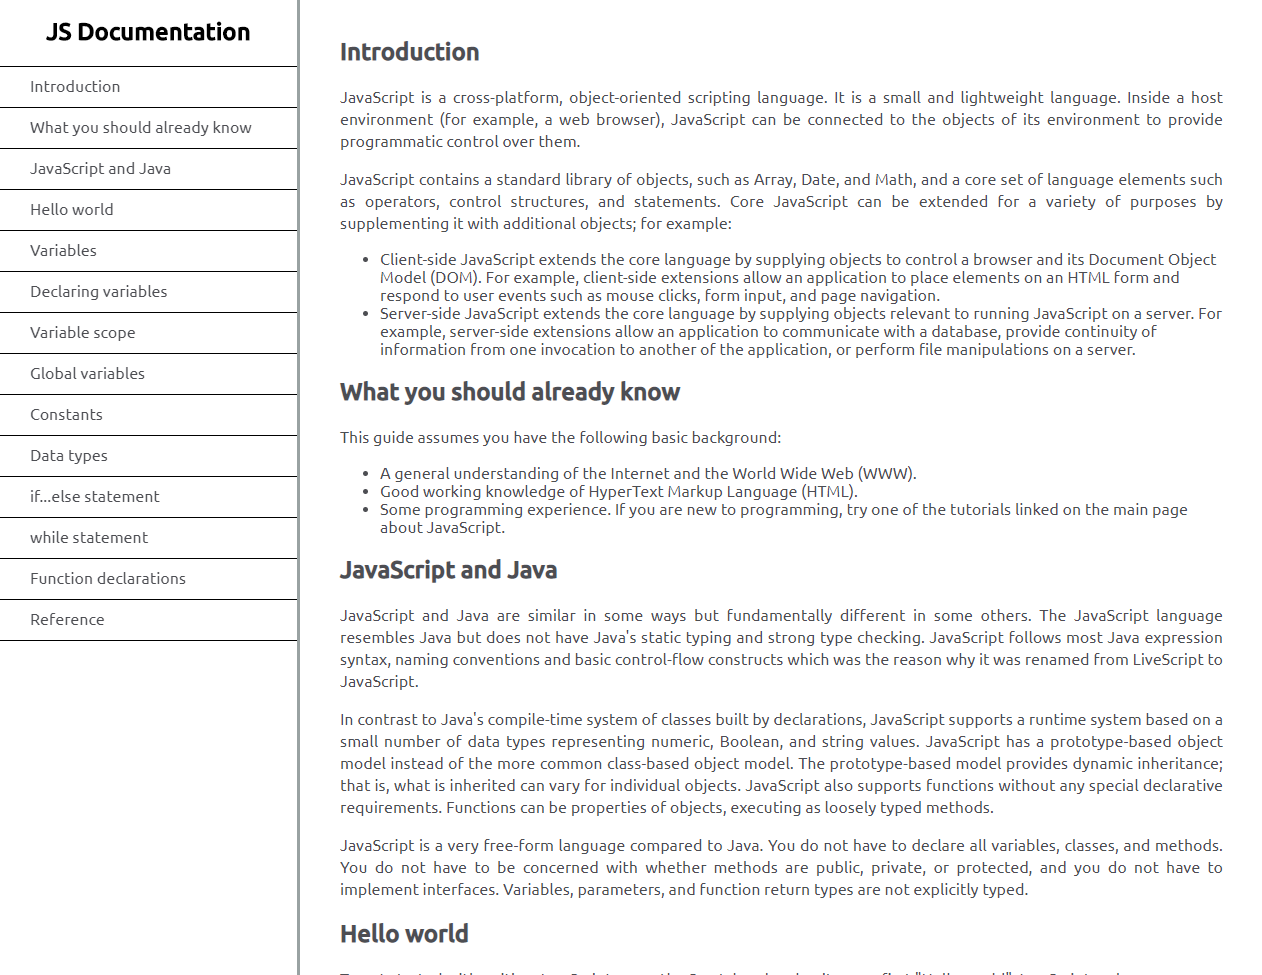 JS Documentation
Introduction
What you should already know
JavaScript and Java
Hello world
Variables
Declaring variables
Variable scope
Global variables
Constants
Data types
if...else statement
while statement
Function declarations
Reference
Introduction
JavaScript is a cross-platform, object-oriented scripting language. It is a small and lightweight language. Inside a host
environment (for example, a web browser), JavaScript can be connected to the objects of its environment to provide
programmatic control over them.
JavaScript contains a standard library of objects, such as Array, Date, and Math, and a core set of language elements such
as operators, control structures, and statements. Core JavaScript can be extended for a variety of purposes by
supplementing it with additional objects; for example:
• Client-side JavaScript extends the core language by supplying objects to control a browser and its Document Object
Model (DOM). For example, client-side extensions allow an application to place elements on an HTML form and
respond to user events such as mouse clicks, form input, and page navigation.
• Server-side JavaScript extends the core language by supplying objects relevant to running JavaScript on a server. For
example, server-side extensions allow an application to communicate with a database, provide continuity of
information from one invocation to another of the application, or perform file manipulations on a server.
What you should already know
This guide assumes you have the following basic background:
• A general understanding of the Internet and the World Wide Web (WWW).
• Good working knowledge of HyperText Markup Language (HTML).
• Some programming experience. If you are new to programming, try one of the tutorials linked on the main page
about JavaScript.
JavaScript and Java
JavaScript and Java are similar in some ways but fundamentally different in some others. The JavaScript language
resembles Java but does not have Java's static typing and strong type checking. JavaScript follows most Java expression
syntax, naming conventions and basic control-flow constructs which was the reason why it was renamed from LiveScript to
JavaScript.
In contrast to Java's compile-time system of classes built by declarations, JavaScript supports a runtime system based on a
small number of data types representing numeric, Boolean, and string values. JavaScript has a prototype-based object
model instead of the more common class-based object model. The prototype-based model provides dynamic inheritance;
that is, what is inherited can vary for individual objects. JavaScript also supports functions without any special declarative
requirements. Functions can be properties of objects, executing as loosely typed methods.
JavaScript is a very free-form language compared to Java. You do not have to declare all variables, classes, and methods.
You do not have to be concerned with whether methods are public, private, or protected, and you do not have to
implement interfaces. Variables, parameters, and function return types are not explicitly typed.
Hello world